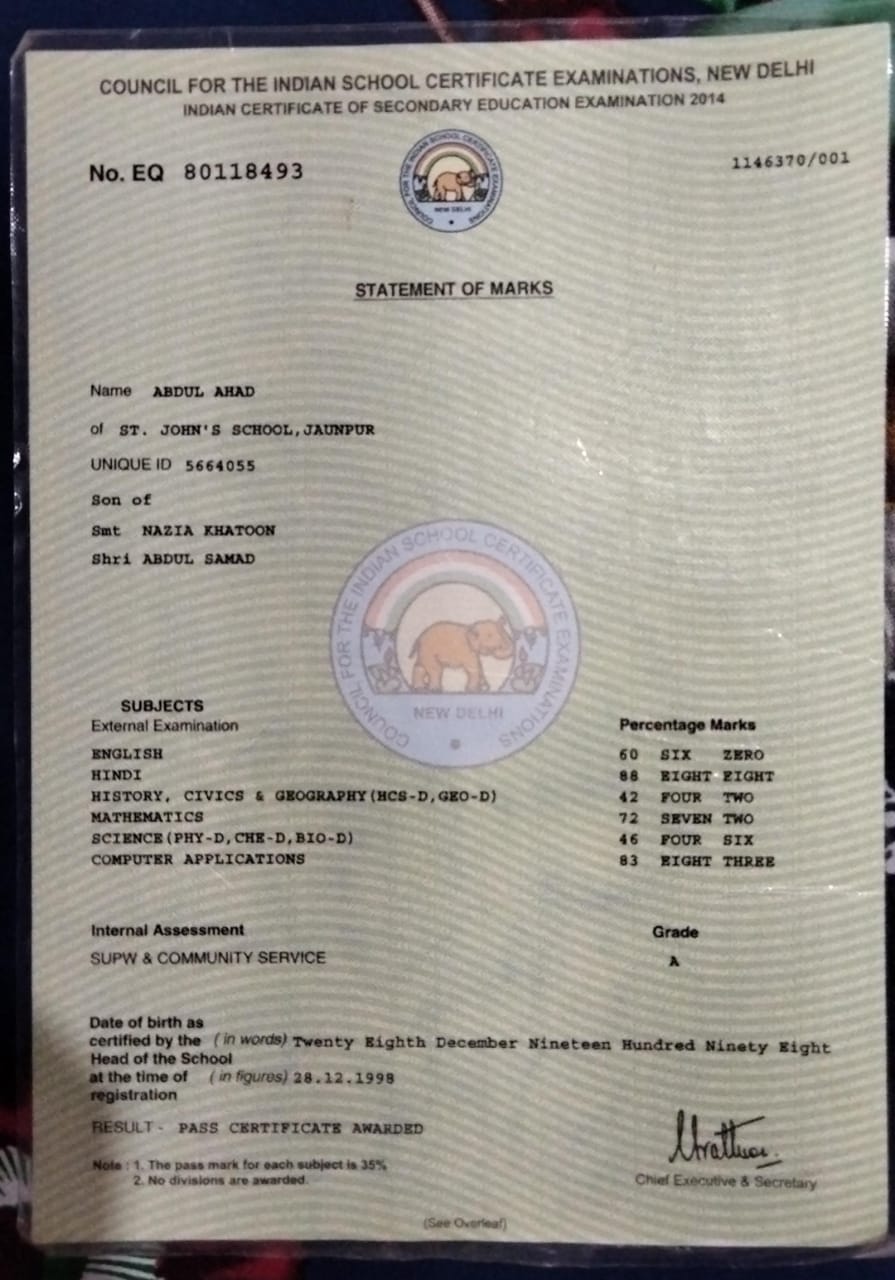 COUNCIL FOR THE INDIAN SCHOOL CERTIFICATE EXAMINATIONS, NEW DELHI
INDIAN CERTIFICATE OF SECONDARY EDUCATION EXAMINATION 2014
No. EQ 80118493
1146370/001
COUNCIL FOR THE INDIAN SCHOOL CERTIFICATE EXAMINATIONS
NEW DELHI
STATEMENT OF MARKS
Name ABDUL AHAD
of ST. JOHN'S SCHOOL,JAUNPUR
UNIQUE ID 5664055
Son of
Smt NAZIA KHATOON
Shri ABDUL SAMAD
COUNCIL FOR THE INDIAN SCHOOL CERTIFICATE EXAMINATIONS
NEW DELHI
SUBJECTS
External Examination Percentage Marks
ENGLISH 60 SIX ZERO
HINDI 88 EIGHT EIGHT
HISTORY, CIVICS & GEOGRAPHY(HCS-D,GEO-D) 42 FOUR TWO
MATHEMATICS 72 SEVEN TWO
SCIENCE(PHY-D,CHE-D,BIO-D) 46 FOUR SIX
COMPUTER APPLICATIONS 83 EIGHT THREE
Internal Assessment Grade
SUPW & COMMUNITY SERVICE A
Date of birth as
certified by the (in words) Twenty Eighth December Nineteen Hundred Ninety Eight
Head of the School
at the time of (in figures) 28.12.1998
registration
RESULT - PASS CERTIFICATE AWARDED
Note : 1. The pass mark for each subject is 35%
2. No divisions are awarded.
Chief Executive & Secretary
(See Overleaf)